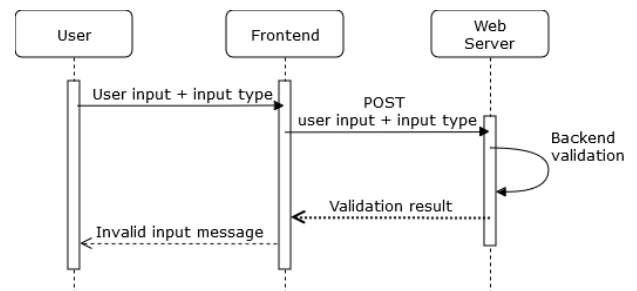 User
Frontend
Web
Server
User input + input type
POST
user input + input type
Backend
validation
Validation result
Invalid input message